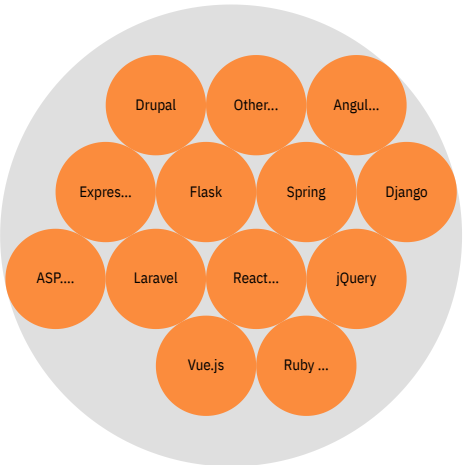 Drupal
Other...
Angul...
Expres...
Flask
Spring
Django
ASP....
Laravel
React...
jQuery
Vue.js
Ruby ...